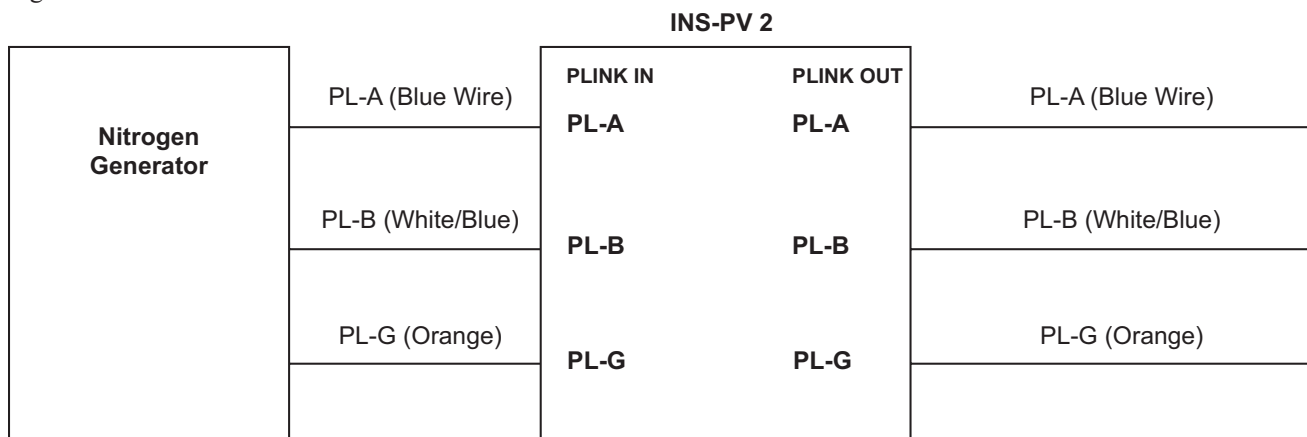 INS-PV 2
Nitrogen
Generator
PL-A (Blue Wire)
PL-B (White/Blue)
PL-G (Orange)
PLINK IN
PL-A
PL-B
PL-G
PLINK OUT
PL-A
PL-B
PL-G
PL-A (Blue Wire)
PL-B (White/Blue)
PL-G (Orange)